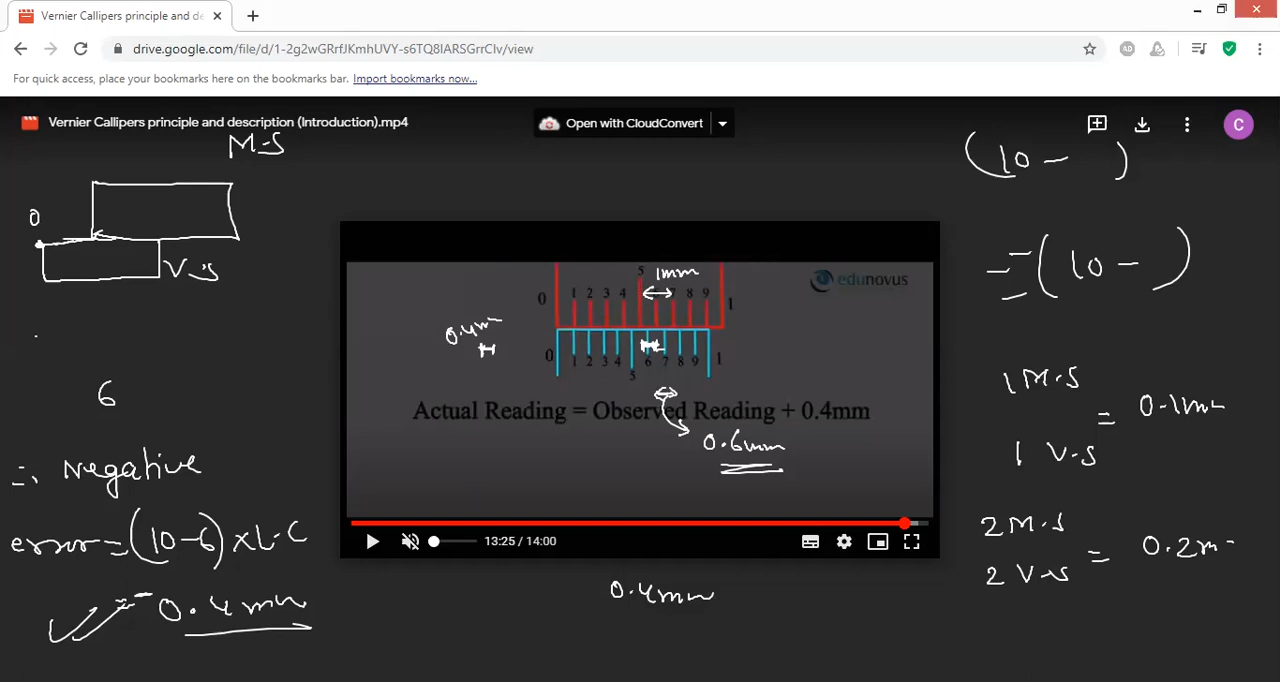 Vernier Callipers principle and de
drive.google.com/file/d/1-2g2wGRrfJKmhUVY-s6TQ8IARSGrrCIv/view
For quick access, place your bookmarks here on the bookmarks bar. Import bookmarks now...
Vernier Callipers principle and description (Introduction).mp4
Open with CloudConvert
C
M-S
0
V-S
6
∴ Negative
error = (10-6) x L-C
= - 0.4 mm
edunovus
1mm
5
0 1 2 3 4 7 8 9 1
0.4m
0 1 2 3 4 6 7 8 9 1
5
Actual Reading = Observed Reading + 0.4mm
0.6mm
13:25 / 14:00
0.4mm
(10 - )
= (10 - )
1 M-S
= 0.1mm
1 V-S
2 M-S
= 0.2m
2 V-S